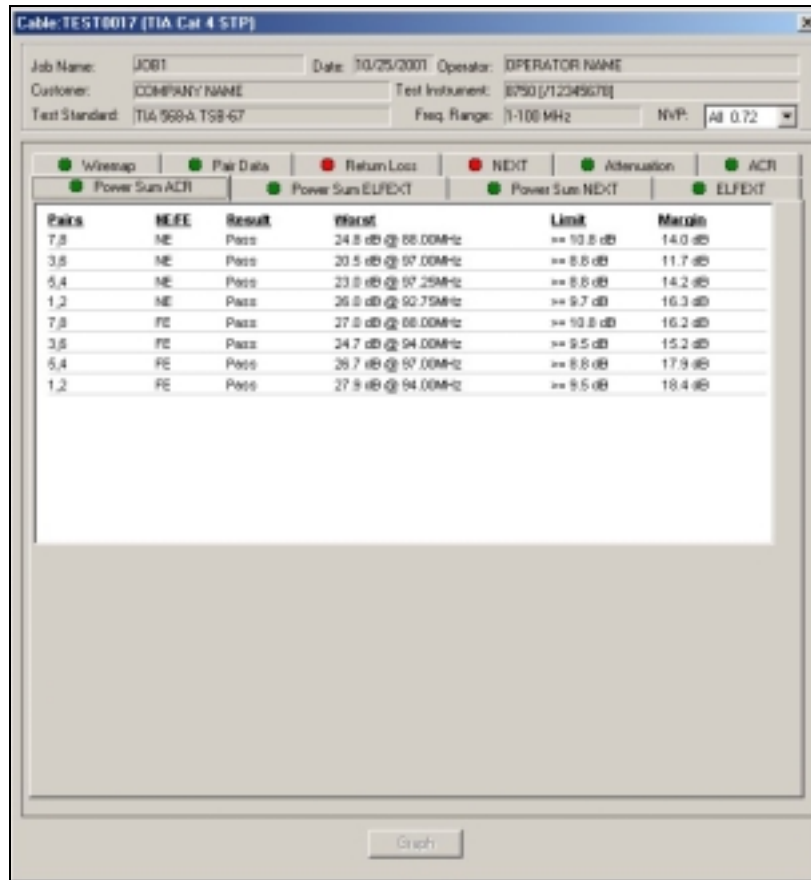 Cable:TEST0017 (TIA Cat 4 STP)
Job Name: JOB1 Date: 10/25/2001 Operator: OPERATOR NAME
Customer: COMPANY NAME Test Instrument: 8750 [/12345678]
Test Standard: TIA 568-A TSB-67 Freq. Range: 1-100 MHz NVP: All 0.72
Wiremap Pair Data Return Loss NEXT Attenuation ACR
Power Sum ACR Power Sum ELFEXT Power Sum NEXT ELFEXT
Pairs NE/FE Result Worst Limit Margin
7,8 NE Pass 24.8 dB @ 88.00MHz >= 10.8 dB 14.0 dB
3,6 NE Pass 20.5 dB @ 97.00MHz >= 8.8 dB 11.7 dB
5,4 NE Pass 23.0 dB @ 97.25MHz >= 8.8 dB 14.2 dB
1,2 NE Pass 26.0 dB @ 92.75MHz >= 9.7 dB 16.3 dB
7,8 FE Pass 27.0 dB @ 88.00MHz >= 10.8 dB 16.2 dB
3,6 FE Pass 24.7 dB @ 94.00MHz >= 9.5 dB 15.2 dB
5,4 FE Pass 26.7 dB @ 97.00MHz >= 8.8 dB 17.9 dB
1,2 FE Pass 27.9 dB @ 94.00MHz >= 9.5 dB 18.4 dB
Graph